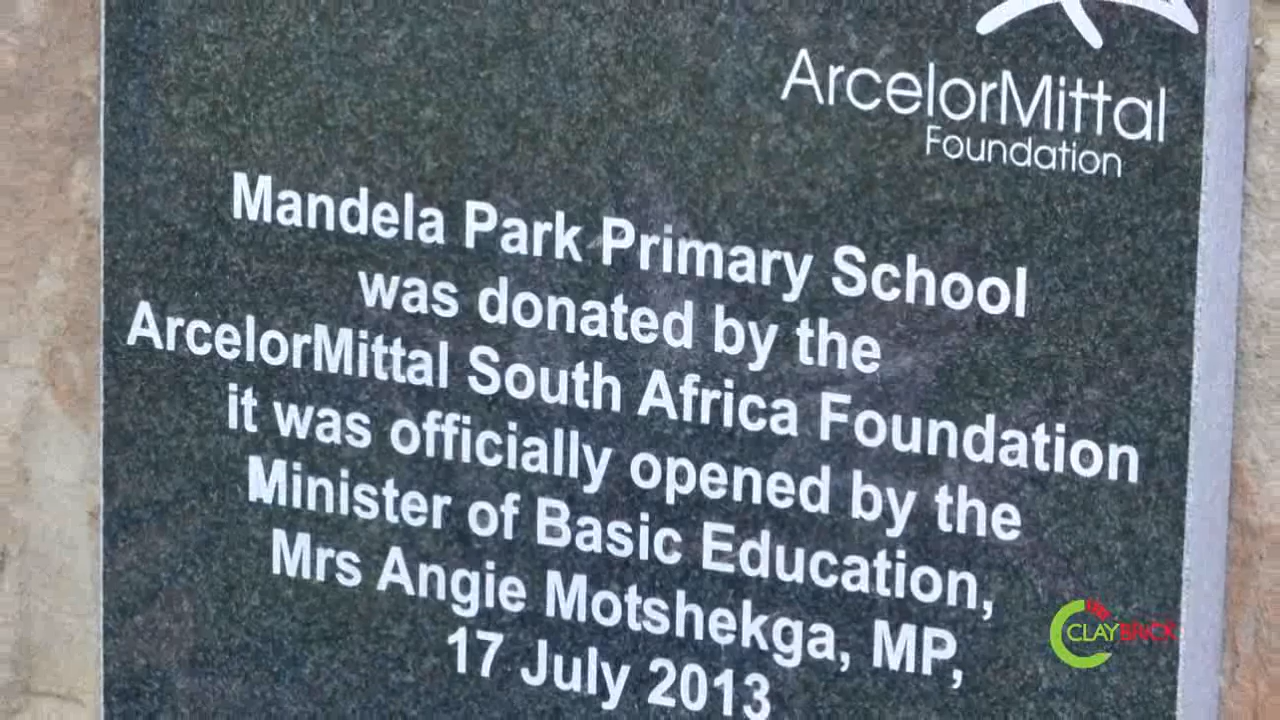 ArcelorMittal
Foundation
Mandela Park Primary School
was donated by the
ArcelorMittal South Africa Foundation
it was officially opened by the
Minister of Basic Education,
Mrs Angie Motshekga, MP,
17 July 2013
CLAYBRICK